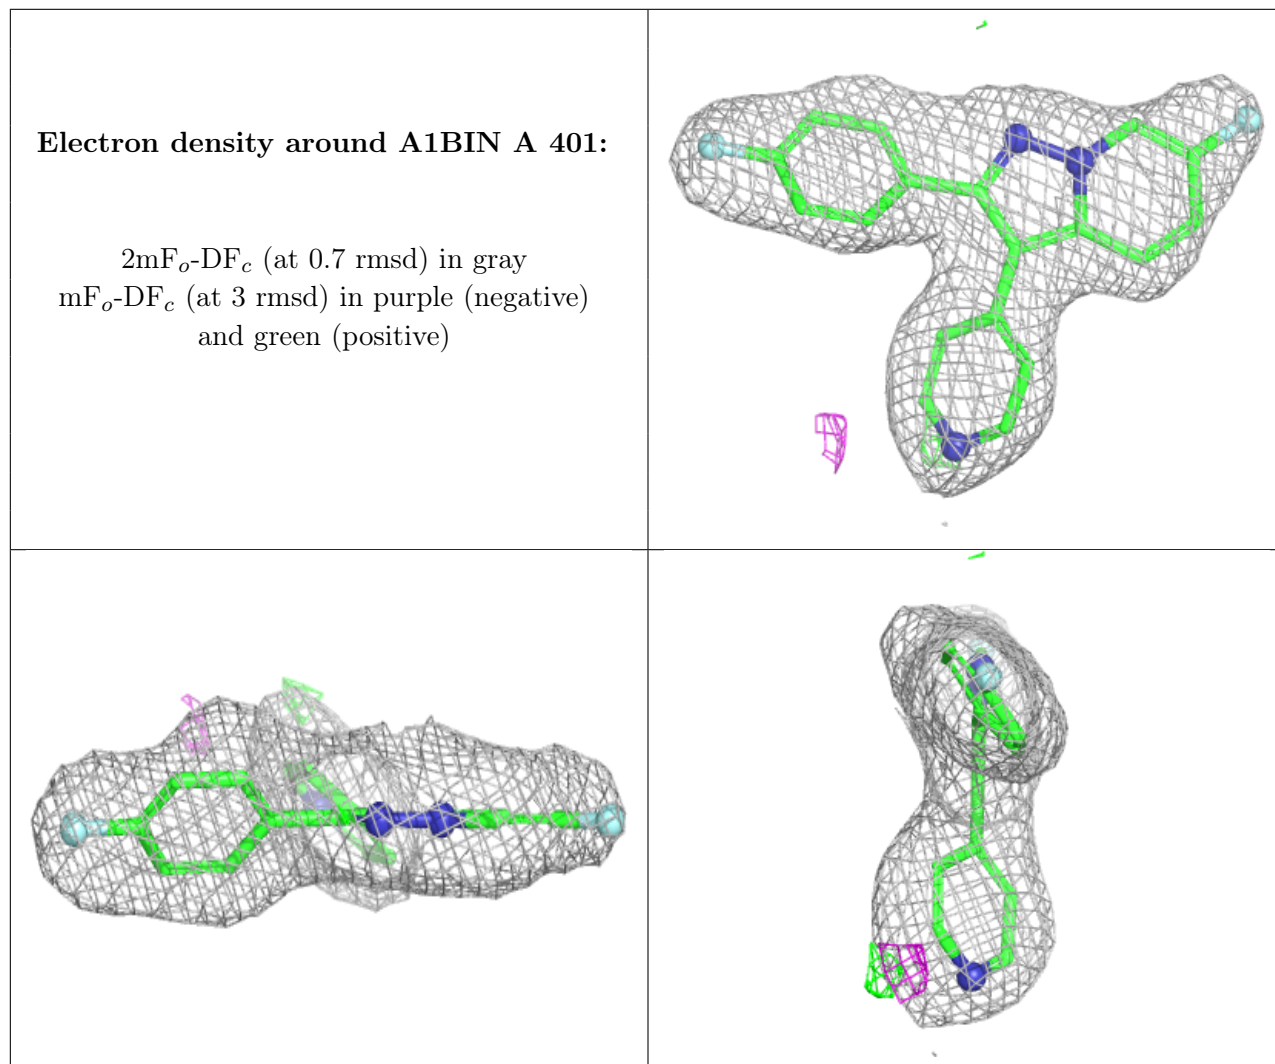 Electron density around A1BIN A 401:
2mFₒ-DF𝒸 (at 0.7 rmsd) in gray
mFₒ-DF𝒸 (at 3 rmsd) in purple (negative)
and green (positive)